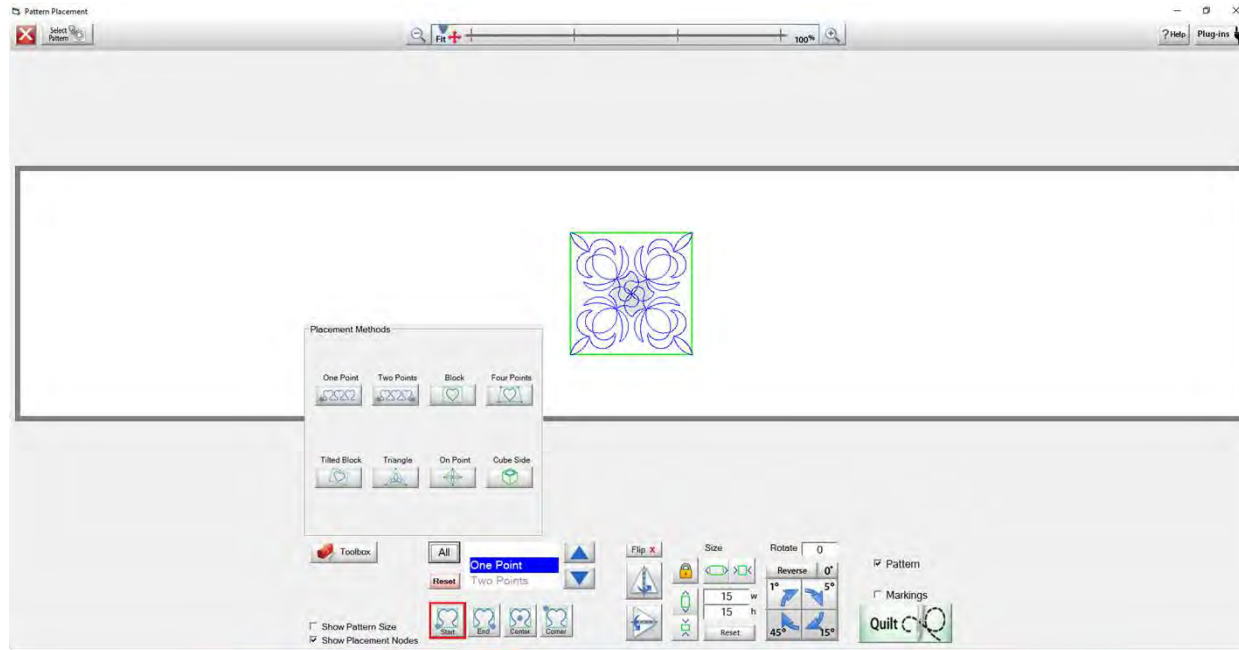 Pattern Placement
Select
Pattern
Fit
100%
? Help
Plug-ins
Placement Methods
One Point Two Points Block Four Points
Tilted Block Triangle On Point Cube Side
Toolbox
All
One Point
Two Points
Reset
Start End Center Corner
Show Pattern Size
Show Placement Nodes
Flip X
Size
15 w
15 h
Reset
Rotate 0
Reverse 0°
1° 5°
45° 15°
Pattern
Markings
Quilt